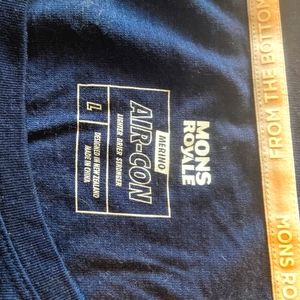 MONS
ROYALE
MERINO
AIR-CON
LIGHTER DRIER STRONGER
L
DESIGNED IN NEW ZEALAND
MADE IN CHINA
FROM THE BOTTOM
MONS RO